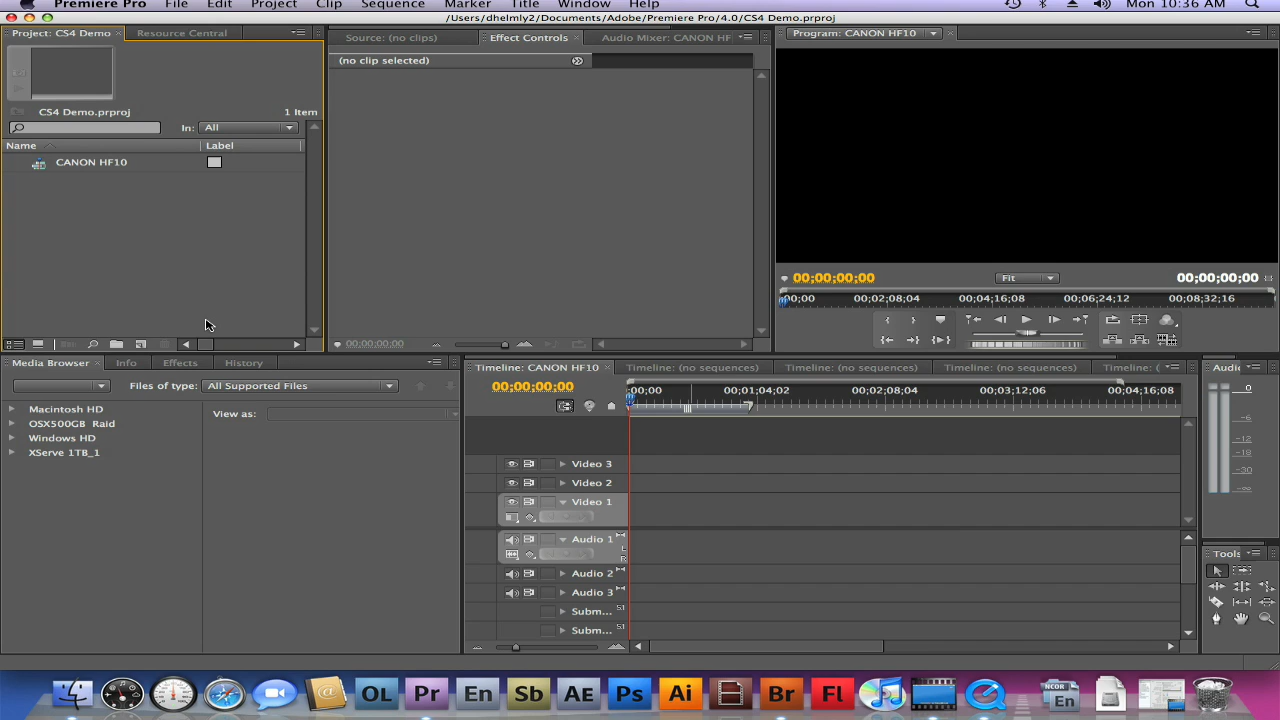 Premiere Pro File Edit Project Clip Sequence Marker Title Window Help Mon 10:36 AM
/Users/dhelmly2/Documents/Adobe/Premiere Pro/4.0/CS4 Demo.prproj
Project: CS4 Demo × Resource Central
Source: (no clips) Effect Controls × Audio Mixer: CANON HF
Program: CANON HF10
(no clip selected)
CS4 Demo.prproj 1 Item
In: All
Name Label
CANON HF10
00;00;00;00 Fit 00;00;00;00
00;00 00;02;08;04 00;04;16;08 00;06;24;12 00;08;32;16
00;00;00;00
Media Browser × Info Effects History
Files of type: All Supported Files
View as:
Macintosh HD
OSX500GB Raid
Windows HD
XServe 1TB_1
Timeline: CANON HF10 × Timeline: (no sequences) Timeline: (no sequences) Timeline: (no sequences) Timeline: (
00;00;00;00
00;00 00;01;04;02 00;02;08;04 00;03;12;06 00;04;16;08
Video 3
Video 2
Video 1
Audio 1
L
R
Audio 2
Audio 3
Subm... 5.1
Subm... 5.1
Audio
0
-6
-12
-18
-30
-∞
Tools
OL Pr En Sb AE Ps Ai Br Fl NCOR En